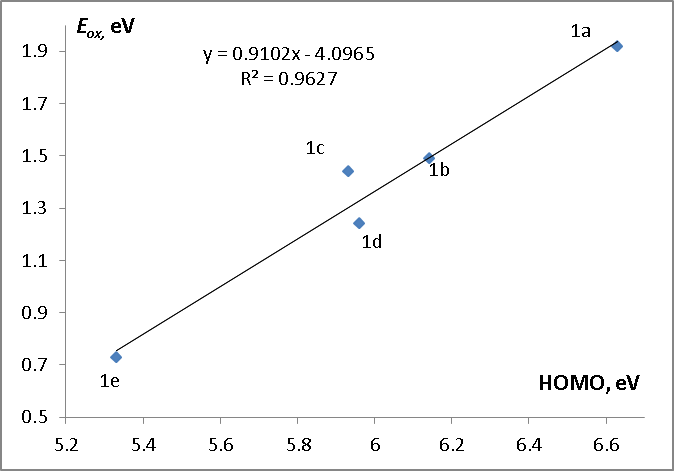 E_ox, eV
1.9
1.7
1.5
1.3
1.1
0.9
0.7
0.5
y = 0.9102x - 4.0965
R² = 0.9627
1a
1c
1b
1d
1e
HOMO, eV
5.2 5.4 5.6 5.8 6 6.2 6.4 6.6